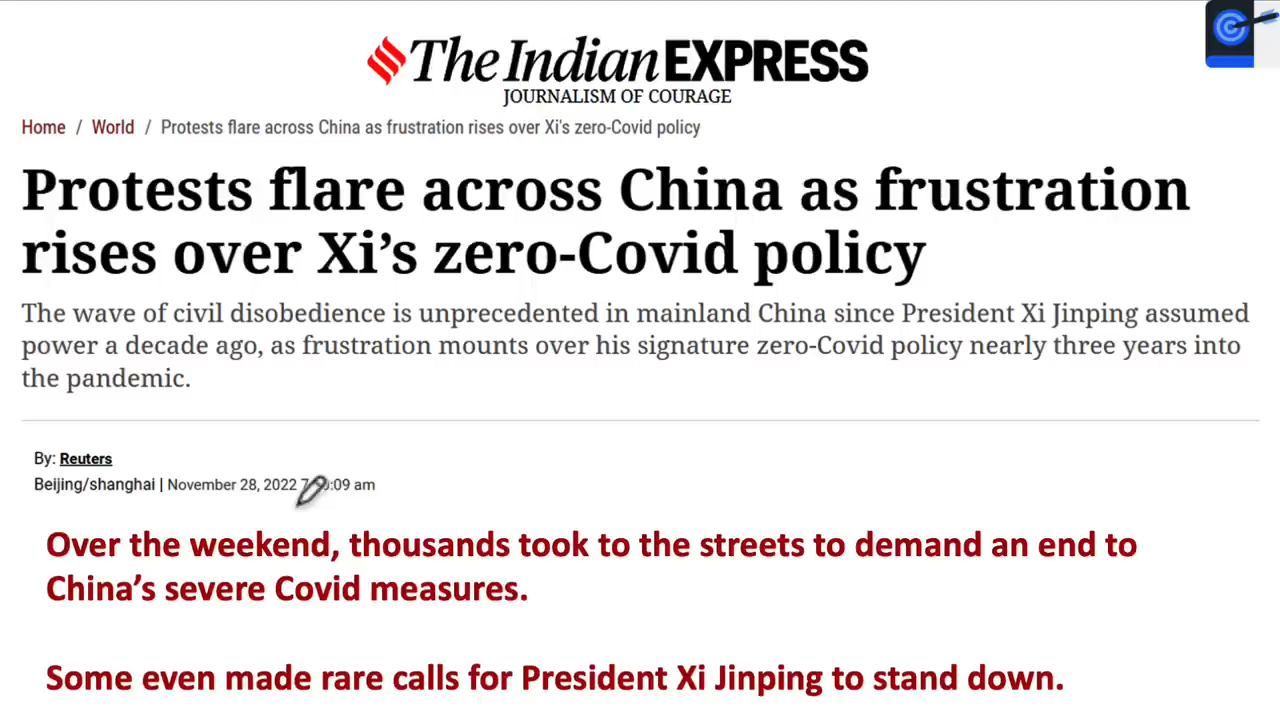 The Indian EXPRESS
JOURNALISM OF COURAGE
Home / World / Protests flare across China as frustration rises over Xi's zero-Covid policy
Protests flare across China as frustration
rises over Xi’s zero-Covid policy
The wave of civil disobedience is unprecedented in mainland China since President Xi Jinping assumed
power a decade ago, as frustration mounts over his signature zero-Covid policy nearly three years into
the pandemic.
By: Reuters
Beijing/shanghai | November 28, 2022 :09 am
Over the weekend, thousands took to the streets to demand an end to
China’s severe Covid measures.
Some even made rare calls for President Xi Jinping to stand down.